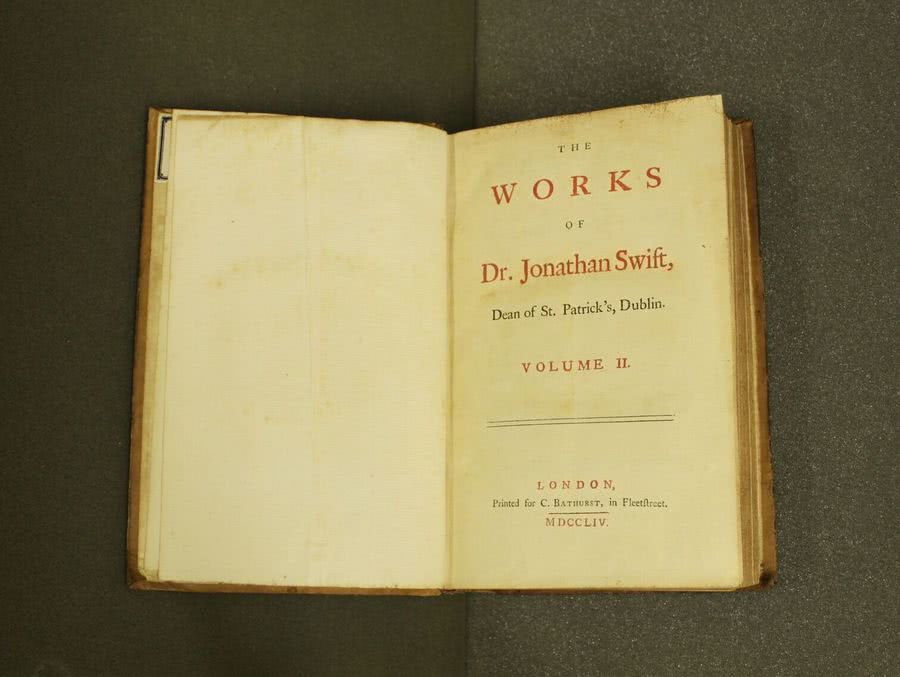 THE
WORKS
OF
Dr. Jonathan Swift,
Dean of St. Patrick's, Dublin.
VOLUME II.
LONDON,
Printed for C. BATHURST, in Fleetſtreet.
MDCCLIV.